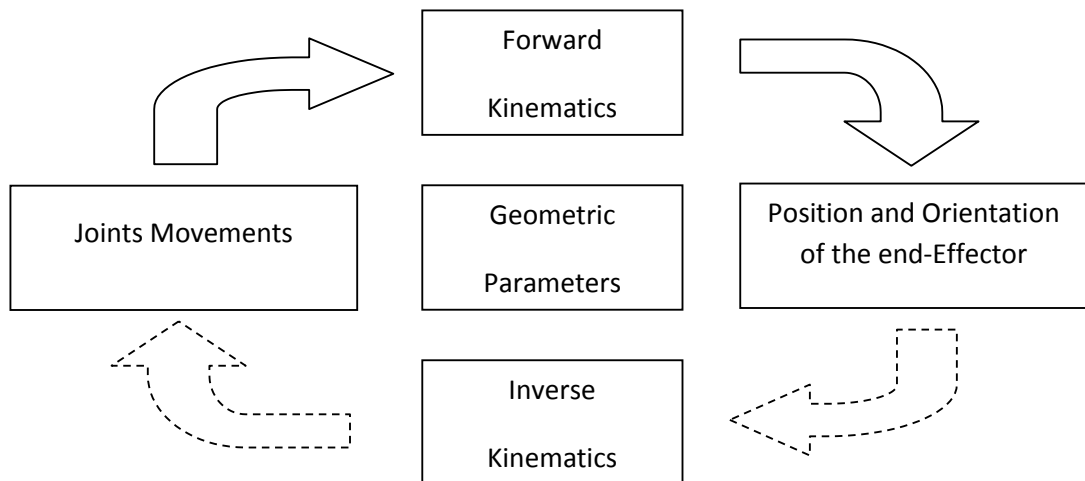 Forward
Kinematics
Joints Movements
Geometric
Parameters
Position and Orientation
of the end-Effector
Inverse
Kinematics